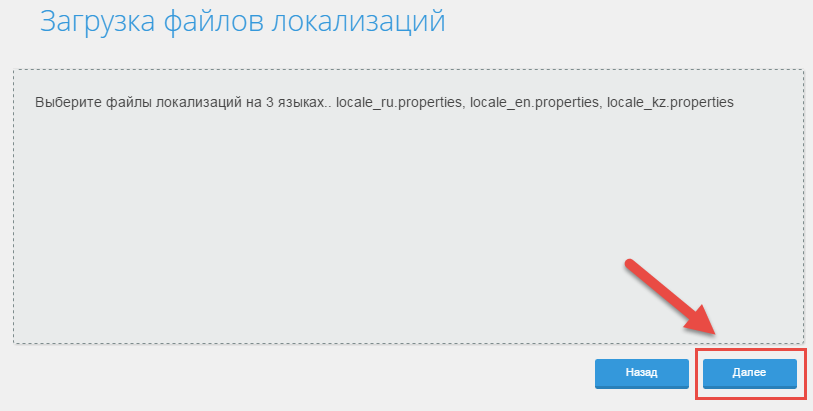 Загрузка файлов локализаций
Выберите файлы локализаций на 3 языках.. locale_ru.properties, locale_en.properties, locale_kz.properties
Назад
Далее